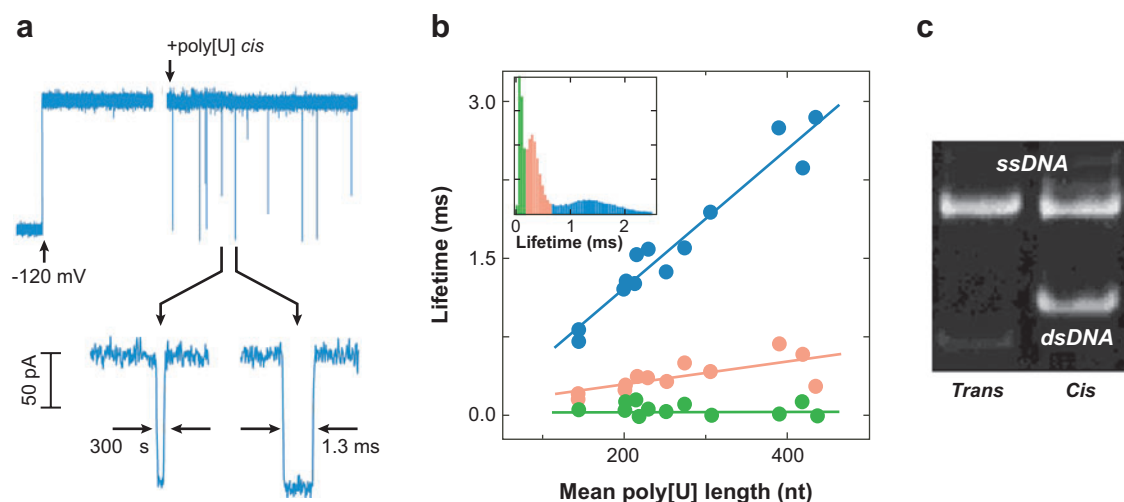 a
+poly[U] cis
-120 mV
50 pA
300 s
1.3 ms
b
3.0
1.5
0.0
Lifetime (ms)
0 1 2
Lifetime (ms)
200 400
Mean poly[U] length (nt)
c
ssDNA
dsDNA
Trans Cis